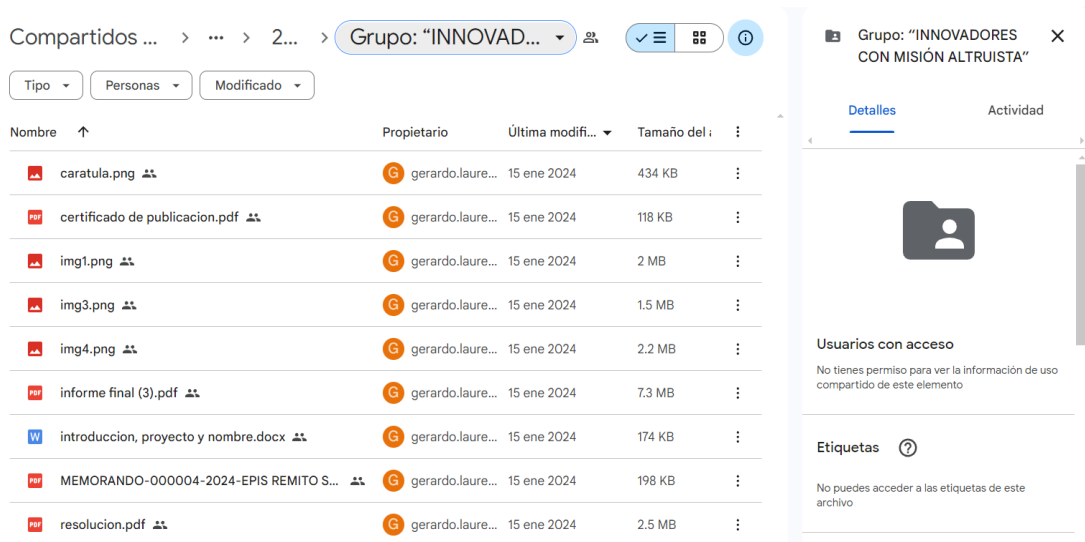 Compartidos ... > ... > 2... > Grupo: “INNOVAD...
Tipo Personas Modificado
Nombre Propietario Última modifi... Tamaño del
caratula.png gerardo.laure... 15 ene 2024 434 KB
certificado de publicacion.pdf gerardo.laure... 15 ene 2024 118 KB
img1.png gerardo.laure... 15 ene 2024 2 MB
img3.png gerardo.laure... 15 ene 2024 1.5 MB
img4.png gerardo.laure... 15 ene 2024 2.2 MB
PDF informe final (3).pdf G gerardo.laure... 15 ene 2024 7.3 MB
W introduccion, proyecto y nombre.docx G gerardo.laure... 15 ene 2024 174 KB
PDF MEMORANDO-000004-2024-EPIS REMITO S... G gerardo.laure... 15 ene 2024 198 KB
PDF resolucion.pdf G gerardo.laure... 15 ene 2024 2.5 MB
Grupo: “INNOVADORES
CON MISIÓN ALTRUISTA”
Detalles Actividad
Usuarios con acceso
No tienes permiso para ver la información de uso
compartido de este elemento
Etiquetas
No puedes acceder a las etiquetas de este
archivo